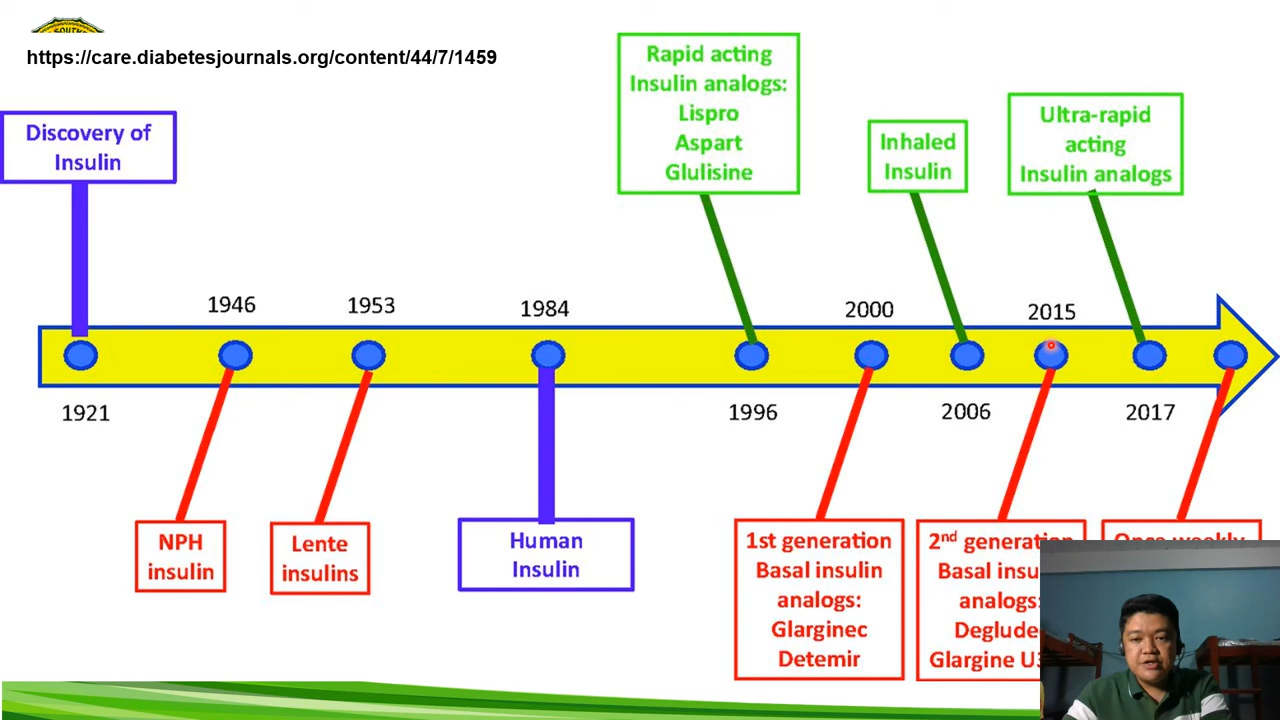 SOUTH
https://care.diabetesjournals.org/content/44/7/1459
Discovery of
Insulin
Rapid acting
Insulin analogs:
Lispro
Aspart
Glulisine
Inhaled
Insulin
Ultra-rapid
acting
Insulin analogs
1946
1953
1984
2000
2015
1921
1996
2006
2017
NPH
insulin
Lente
insulins
Human
Insulin
1st generation
Basal insulin
analogs:
Glarginec
Detemir
2nd generation
Basal insu
analogs:
Deglude
Glargine U3
Once weekly